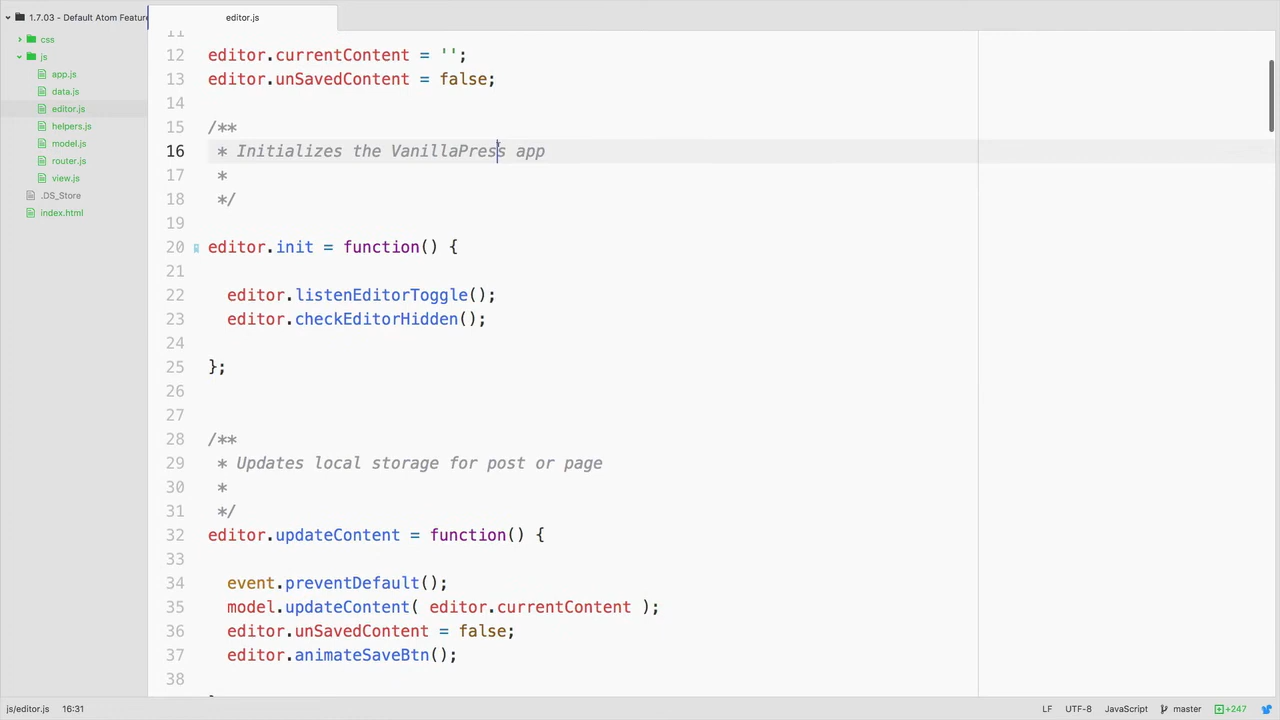 1.7.03 - Default Atom Feature
editor.js
css
js
app.js
data.js
editor.js
helpers.js
model.js
router.js
view.js
.DS_Store
index.html
11
12 editor.currentContent = '';
13 editor.unSavedContent = false;
14
15 /**
16 * Initializes the VanillaPress app
17 *
18 */
19
20 editor.init = function() {
21
22 editor.listenEditorToggle();
23 editor.checkEditorHidden();
24
25 };
26
27
28 /**
29 * Updates local storage for post or page
30 *
31 */
32 editor.updateContent = function() {
33
34 event.preventDefault();
35 model.updateContent( editor.currentContent );
36 editor.unSavedContent = false;
37 editor.animateSaveBtn();
38
js/editor.js 16:31 LF UTF-8 JavaScript master +247